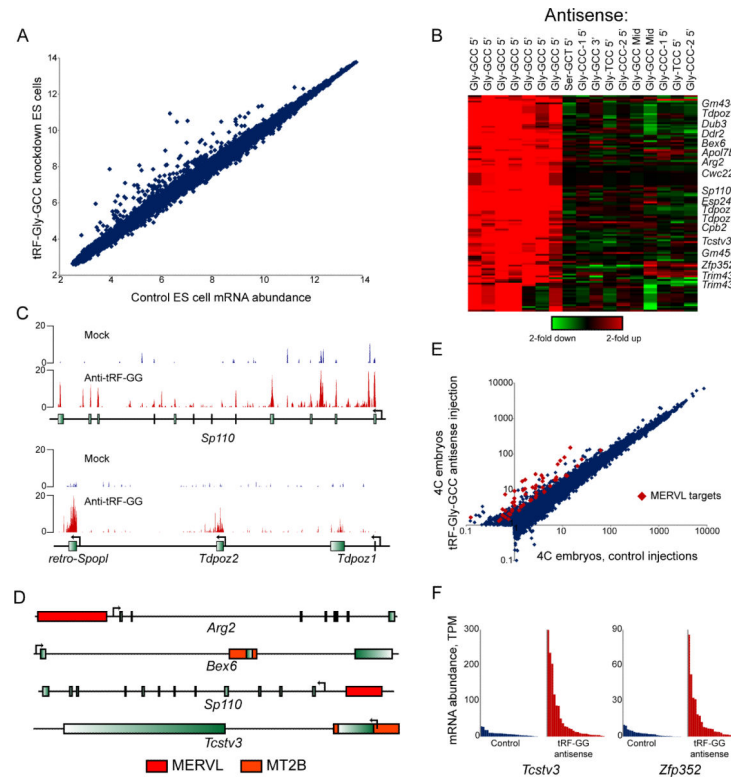 A
tRF-Gly-GCC knockdown ES cells
14
12
10
8
6
4
2
2
4
6
8
10
12
14
Control ES cell mRNA abundance
B
Antisense:
Gly-GCC 5'
Gly-GCC 5'
Gly-GCC 5'
Gly-GCC 5'
Gly-GCC 5'
Gly-GCC 5'
Gly-GCC 5'
Ser-GCT 5'
Gly-CCC-1 5'
Gly-GCC 3'
Gly-TCC 5'
Gly-CCC-2 5'
Gly-GCC Mid
Gly-GCC Mid
Gly-CCC-1 5'
Gly-TCC 5'
Gly-CCC-2 5'
Tdpoz
Dub3
Ddr2
Bex6
Arg2
Sp110
Tdpoz
Tdpoz
Cpb2
Tcstv3
Zfp352
2-fold down
2-fold up
C
20
Mock
0
20
Anti-tRF-GG
0
Sp110
20
Mock
0
20
Anti-tRF-GG
0
retro-Spopl
Tdpoz2
Tdpoz1
D
Arg2
Bex6
Sp110
Tcstv3
MERVL
MT2B
E
4C embryos
tRF-Gly-GCC antisense injection
10000
1000
100
10
0.1
0.1
10
100
1000
10000
MERVL targets
4C embryos, control injections
F
mRNA abundance, TPM
300
200
100
0
Control
tRF-GG
antisense
Tcstv3
90
60
30
0
Control
tRF-GG
antisense
Zfp352